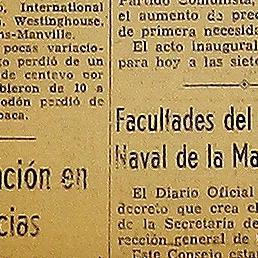 o, International
Westinghouse,
ns-Manville.
pocas variacio-
perdió de un
de centavo por
bieron de 10 a
odón perdió de
paca.
ación en
cias
Partido Comunista,
el aumento de prec
de primera necesida
El acto inaugural
para hoy a las siete
Facultades del
Naval de la Ma
El Diario Oficial
decreto que crea el
de la Secretaría de
rección general de
Este Consejo estar